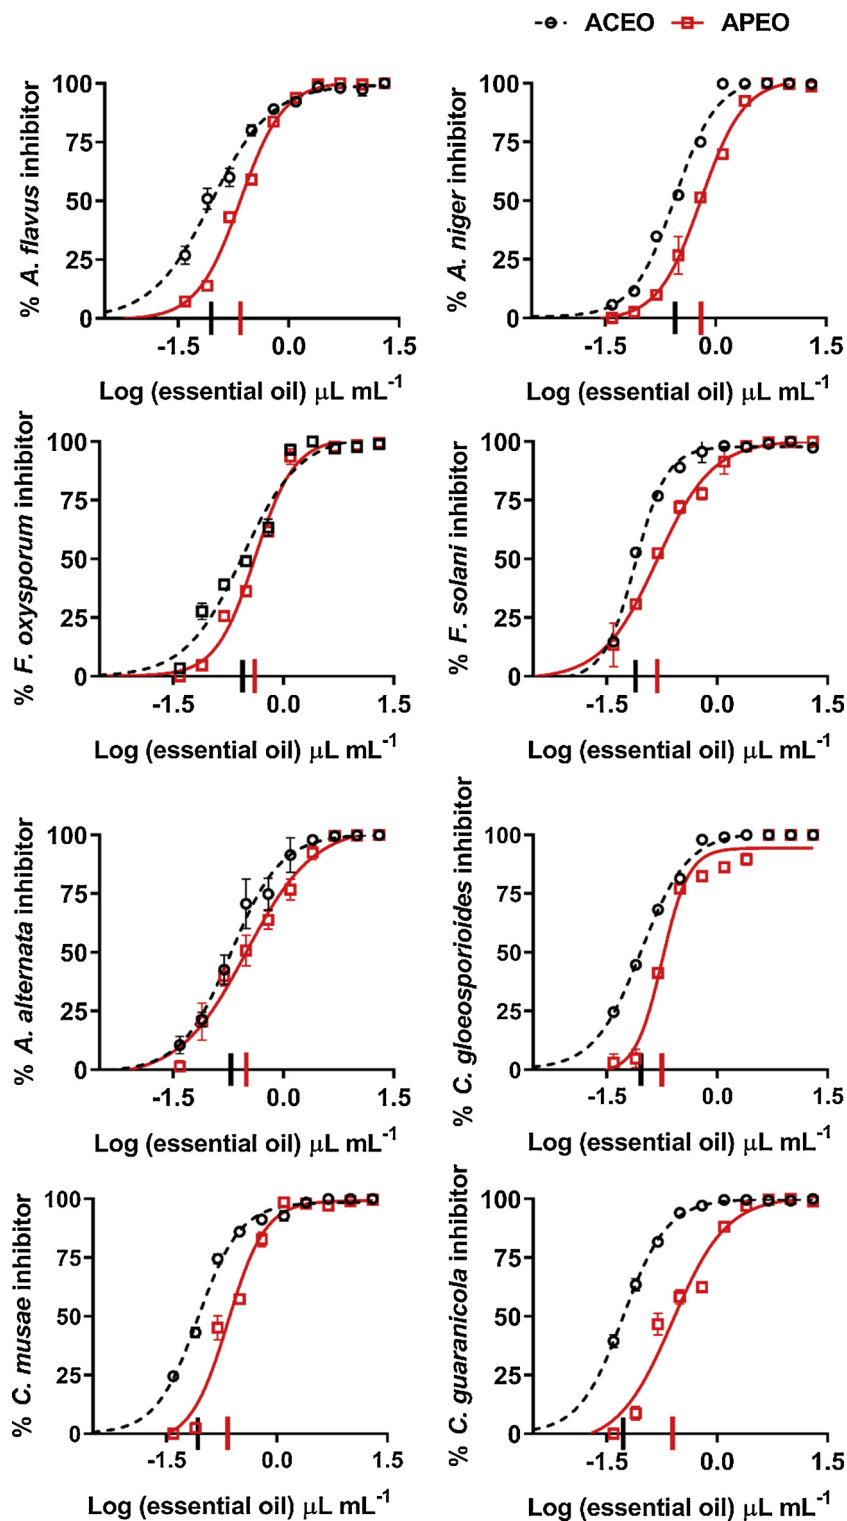 ACEO APEO
% A. flavus inhibitor
100
75
50
25
0
-1.5 0.0 1.5
Log (essential oil) μL mL-1
% A. niger inhibitor
100
75
50
25
0
-1.5 0.0 1.5
Log (essential oil) μL mL-1
% F. oxysporum inhibitor
100
75
50
25
0
-1.5 0.0 1.5
Log (essential oil) μL mL-1
% F. solani inhibitor
100
75
50
25
0
-1.5 0.0 1.5
Log (essential oil) μL mL-1
% A. alternata inhibitor
100
75
50
25
0
-1.5 0.0 1.5
Log (essential oil) μL mL-1
% C. gloeosporioides inhibitor
100
75
50
25
0
-1.5 0.0 1.5
Log (essential oil) μL mL-1
% C. musae inhibitor
100
75
50
25
0
-1.5 0.0 1.5
Log (essential oil) μL mL-1
% C. guaranicola inhibitor
100
75
50
25
0
-1.5 0.0 1.5
Log (essential oil) μL mL-1